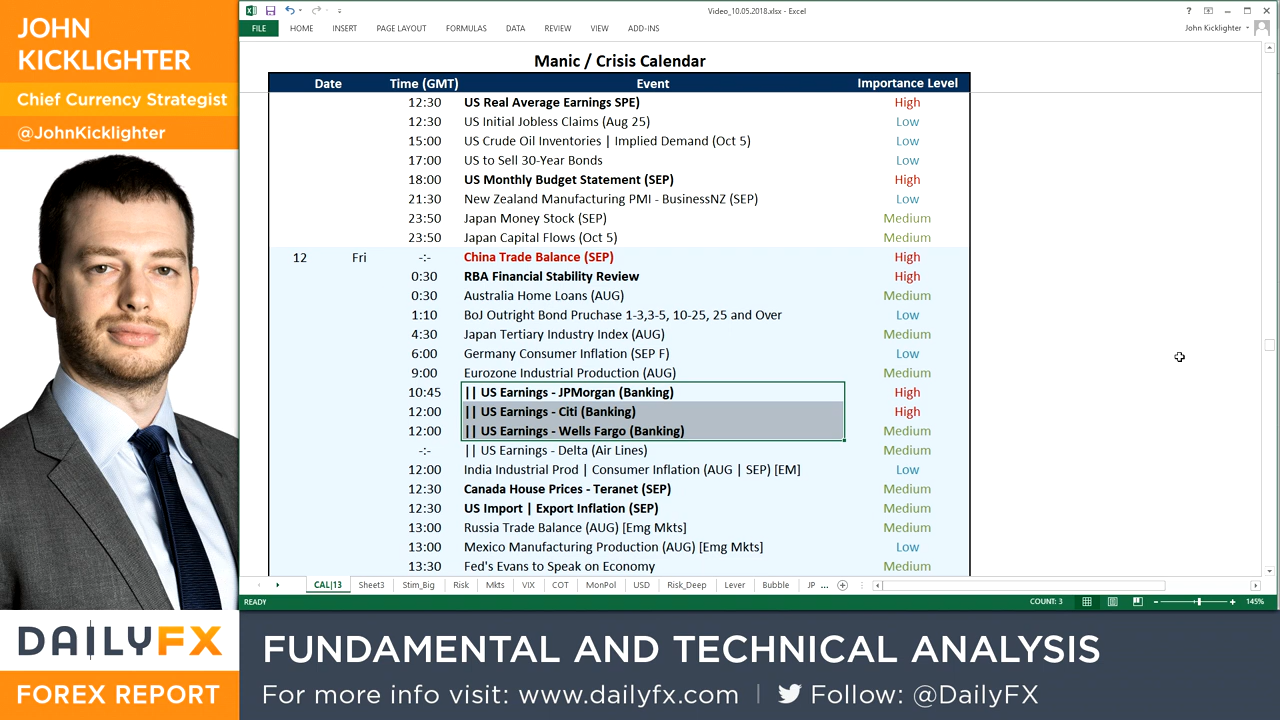 JOHN
KICKLIGHTER
Chief Currency Strategist
@JohnKicklighter
Video_10.05.2018.xlsx - Excel
FILE HOME INSERT PAGE LAYOUT FORMULAS DATA REVIEW VIEW ADD-INS John Kicklighter
Manic / Crisis Calendar
Date Time (GMT) Event Importance Level
12:30 US Real Average Earnings SPE) High
12:30 US Initial Jobless Claims (Aug 25) Low
15:00 US Crude Oil Inventories | Implied Demand (Oct 5) Low
17:00 US to Sell 30-Year Bonds Low
18:00 US Monthly Budget Statement (SEP) High
21:30 New Zealand Manufacturing PMI - BusinessNZ (SEP) Low
23:50 Japan Money Stock (SEP) Medium
23:50 Japan Capital Flows (Oct 5) Medium
12 Fri -:- China Trade Balance (SEP) High
0:30 RBA Financial Stability Review High
0:30 Australia Home Loans (AUG) Medium
1:10 BoJ Outright Bond Pruchase 1-3,3-5, 10-25, 25 and Over Low
4:30 Japan Tertiary Industry Index (AUG) Medium
6:00 Germany Consumer Inflation (SEP F) Low
9:00 Eurozone Industrial Production (AUG) Medium
10:45 || US Earnings - JPMorgan (Banking) High
12:00 || US Earnings - Citi (Banking) High
12:00 || US Earnings - Wells Fargo (Banking) Medium
-:- || US Earnings - Delta (Air Lines) Medium
12:00 India Industrial Prod | Consumer Inflation (AUG | SEP) [EM] Low
12:30 Canada House Prices - Teranet (SEP) Medium
12:30 US Import | Export Inflation (SEP) Medium
13:00 Russia Trade Balance (AUG) [Emg Mkts] Medium
13:00 Mexico Manufacturing Production (AUG) [Emg Mkts] Low
13:30 Fed's Evans to Speak on Economy Medium
CAL|13 Sheet3 Stim_Big Risk Mkts VIX COT MonPol USD Risk_Deep Lever Bubble JP ...
READY COUNT: 3 145%
DAILYFX
FOREX REPORT
FUNDAMENTAL AND TECHNICAL ANALYSIS
For more info visit: www.dailyfx.com | Follow: @DailyFX